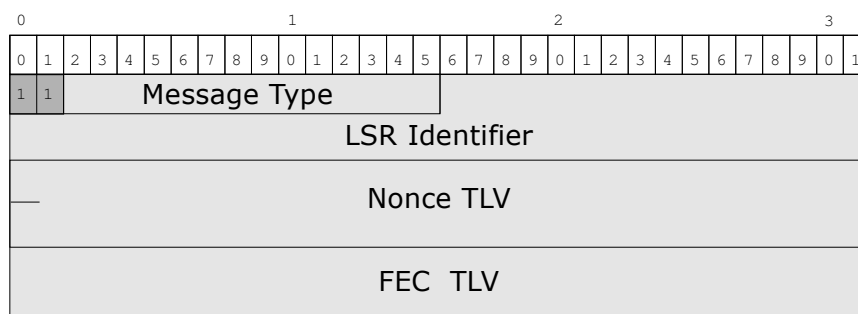 0 1 2 3
0 1 2 3 4 5 6 7 8 9 0 1 2 3 4 5 6 7 8 9 0 1 2 3 4 5 6 7 8 9 0 1
1 1 Message Type
LSR Identifier
Nonce TLV
FEC TLV